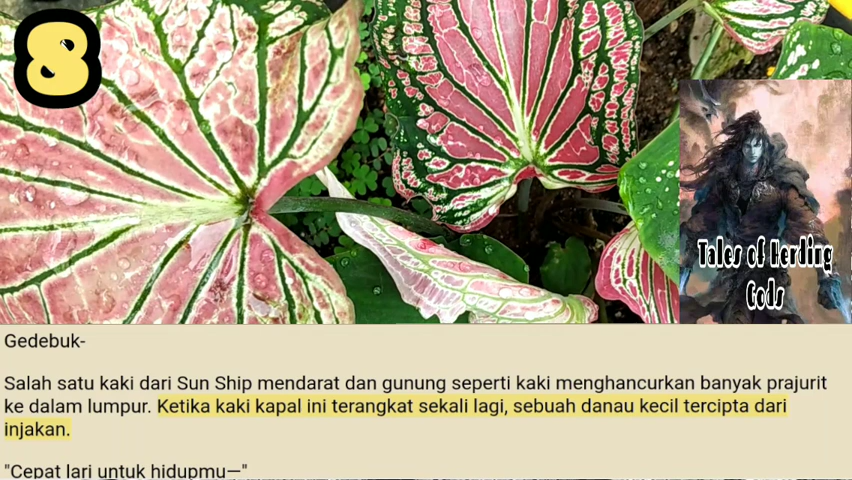 8
Tales of Herding
Gods
Gedebuk-
Salah satu kaki dari Sun Ship mendarat dan gunung seperti kaki menghancurkan banyak prajurit
ke dalam lumpur. Ketika kaki kapal ini terangkat sekali lagi, sebuah danau kecil tercipta dari
injakan.
"Cepat lari untuk hidupmu—"